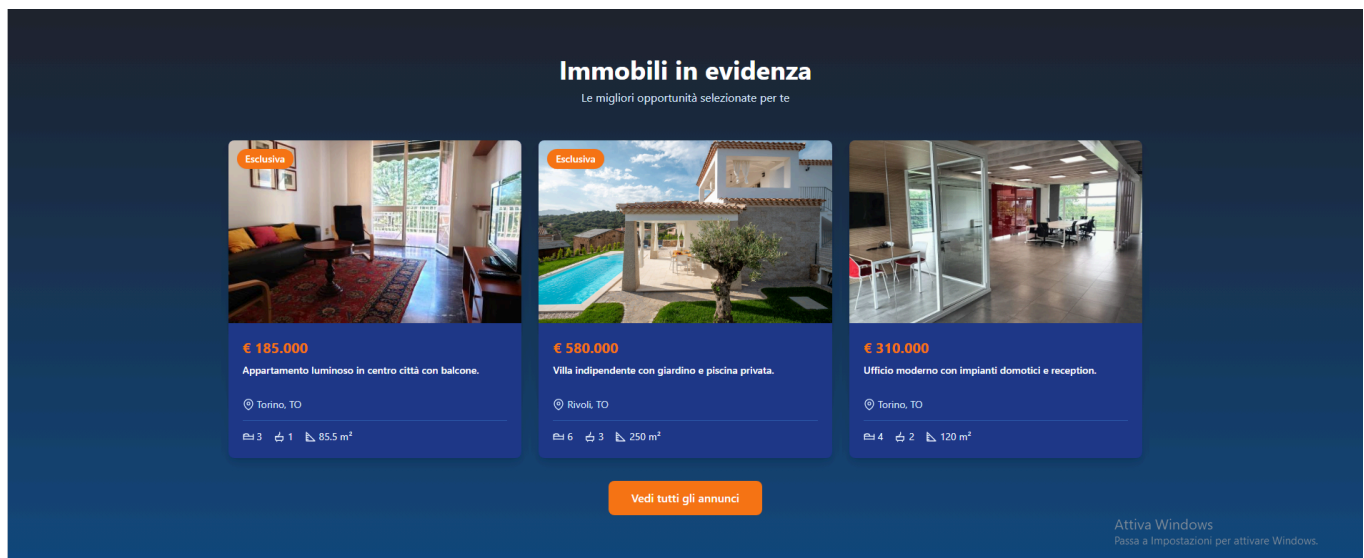 Immobili in evidenza
Le migliori opportunità selezionate per te
Esclusiva
€ 185.000
Appartamento luminoso in centro città con balcone.
Torino, TO
3 1 85.5 m²
Esclusiva
€ 580.000
Villa indipendente con giardino e piscina privata.
Rivoli, TO
6 3 250 m²
€ 310.000
Ufficio moderno con impianti domotici e reception.
Torino, TO
4 2 120 m²
Vedi tutti gli annunci
Attiva Windows
Passa a Impostazioni per attivare Windows.